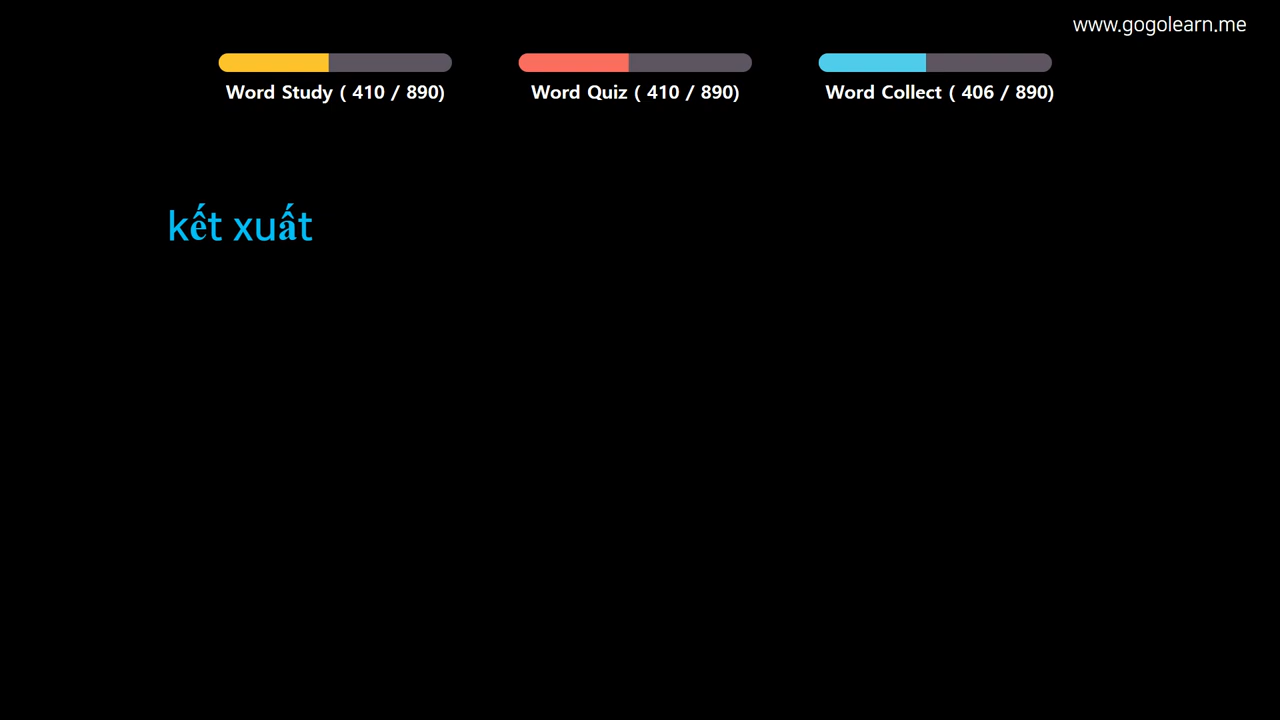 www.gogolearn.me
Word Study ( 410 / 890)
Word Quiz ( 410 / 890)
Word Collect ( 406 / 890)
kết xuất